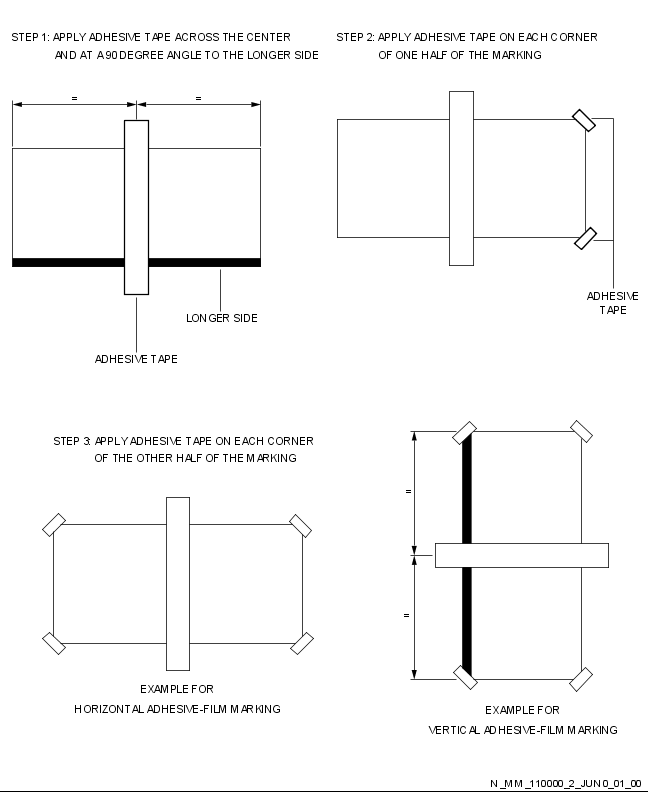 STEP 1: APPLY ADHESIVE TAPE ACROSS THE CENTER
AND AT A 90 DEGREE ANGLE TO THE LONGER SIDE
STEP 2: APPLY ADHESIVE TAPE ON EACH CORNER
OF ONE HALF OF THE MARKING
=
=
LONGER SIDE
ADHESIVE TAPE
ADHESIVE
TAPE
STEP 3: APPLY ADHESIVE TAPE ON EACH CORNER
OF THE OTHER HALF OF THE MARKING
=
=
EXAMPLE FOR
HORIZONTAL ADHESIVE-FILM MARKING
EXAMPLE FOR
VERTICAL ADHESIVE-FILM MARKING
N_MM_110000_2_JUN0_01_00